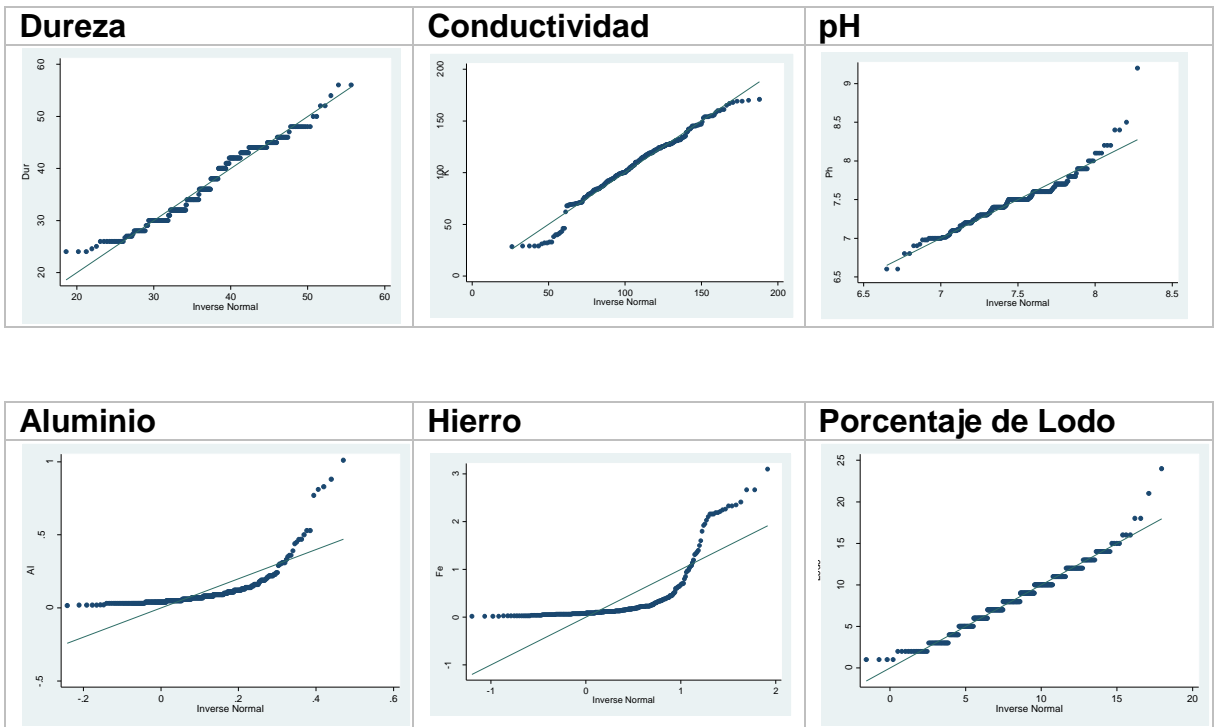 Dureza
Conductividad
pH
60
50
40
30
20
Dur
20 30 40 50 60
Inverse Normal
200
150
50
0
0 50 100 150 200
Inverse Normal
9
8.5
8
7.5
7
6.5
Ph
6.5 7 7.5 8 8.5
Inverse Normal
Aluminio
Hierro
Porcentaje de Lodo
1
.5
0
-.5
Al
-.2 0 .2 .4 .6
Inverse Normal
3
2
1
0
-1
Fe
-1 0 1 2
Inverse Normal
25
20
15
10
5
0
0 5 10 15 20
Inverse Normal